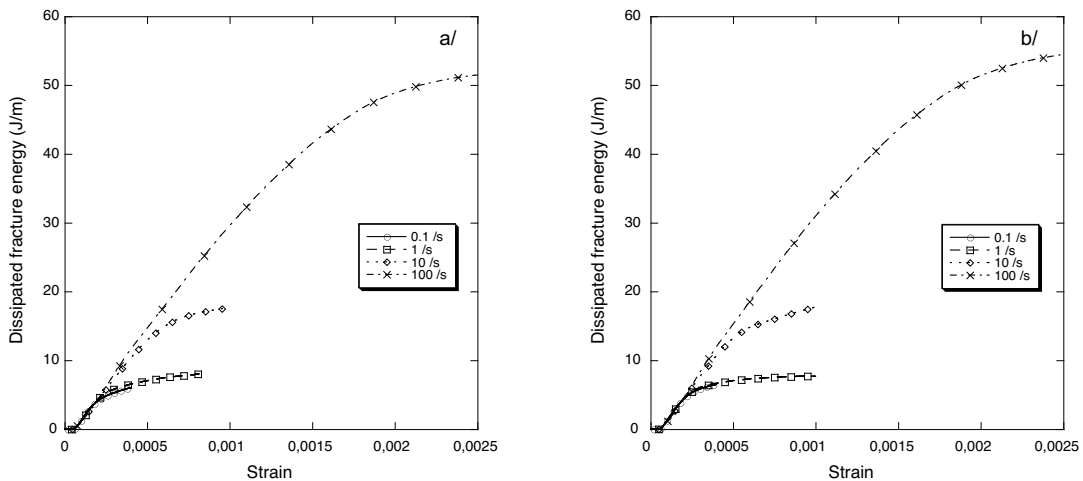 a/
Dissipated fracture energy (J/m)
60
50
40
30
20
10
0
0.1 /s
1 /s
10 /s
100 /s
0
0,0005
0,001
0,0015
0,002
0,0025
Strain
b/
Dissipated fracture energy (J/m)
60
50
40
30
20
10
0
0.1 /s
1 /s
10 /s
100 /s
0
0,0005
0,001
0,0015
0,002
0,0025
Strain